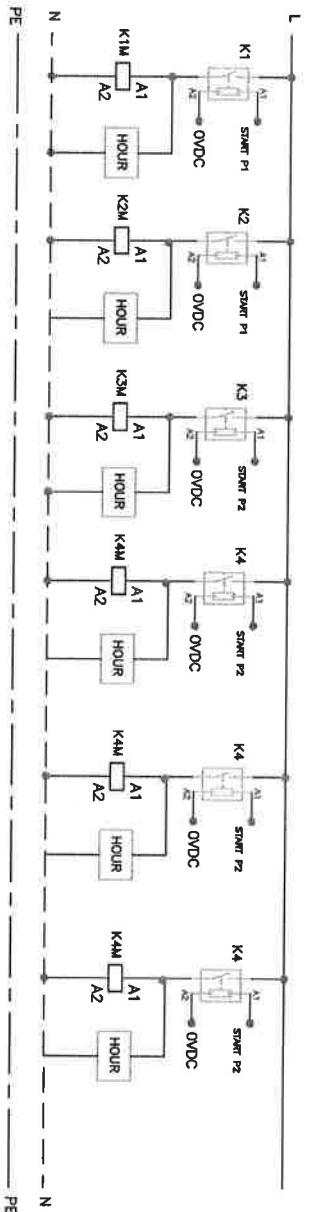 L
K1
A1
START P1
A2
0VDC
K1M
A1
A2
HOUR
K2
A1
START P1
A2
0VDC
K2M
A1
A2
HOUR
K3
A1
START P2
A2
0VDC
K3M
A1
A2
HOUR
K4
A1
START P2
A2
0VDC
K4M
A1
A2
HOUR
K4
A1
START P2
A2
0VDC
K4M
A1
A2
HOUR
K4
A1
START P2
A2
0VDC
K4M
A1
A2
HOUR
N
N
PE
PE